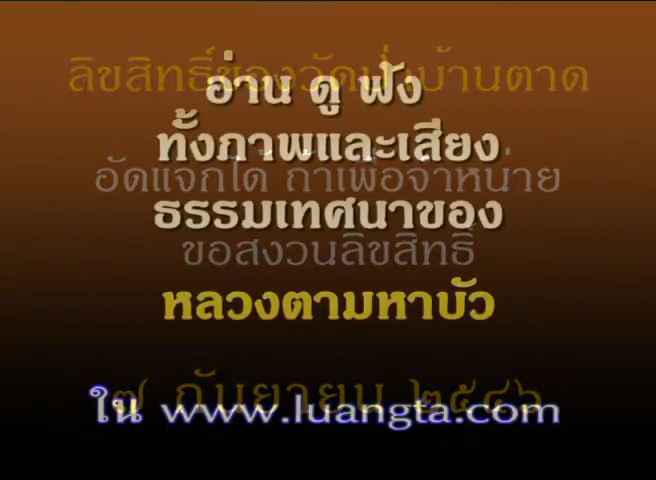 ลิขสิทธิ์ของวัดป่าบ้านตาด
อ่าน ดู ฟัง
ทั้งภาพและเสียง
อัดแจกได้ ถ้าเพื่อจำหน่าย
ธรรมเทศนาของ
ขอสงวนลิขสิทธิ์
หลวงตามหาบัว
๗ กันยายน ๒๕๔๖
ใน www.luangta.com